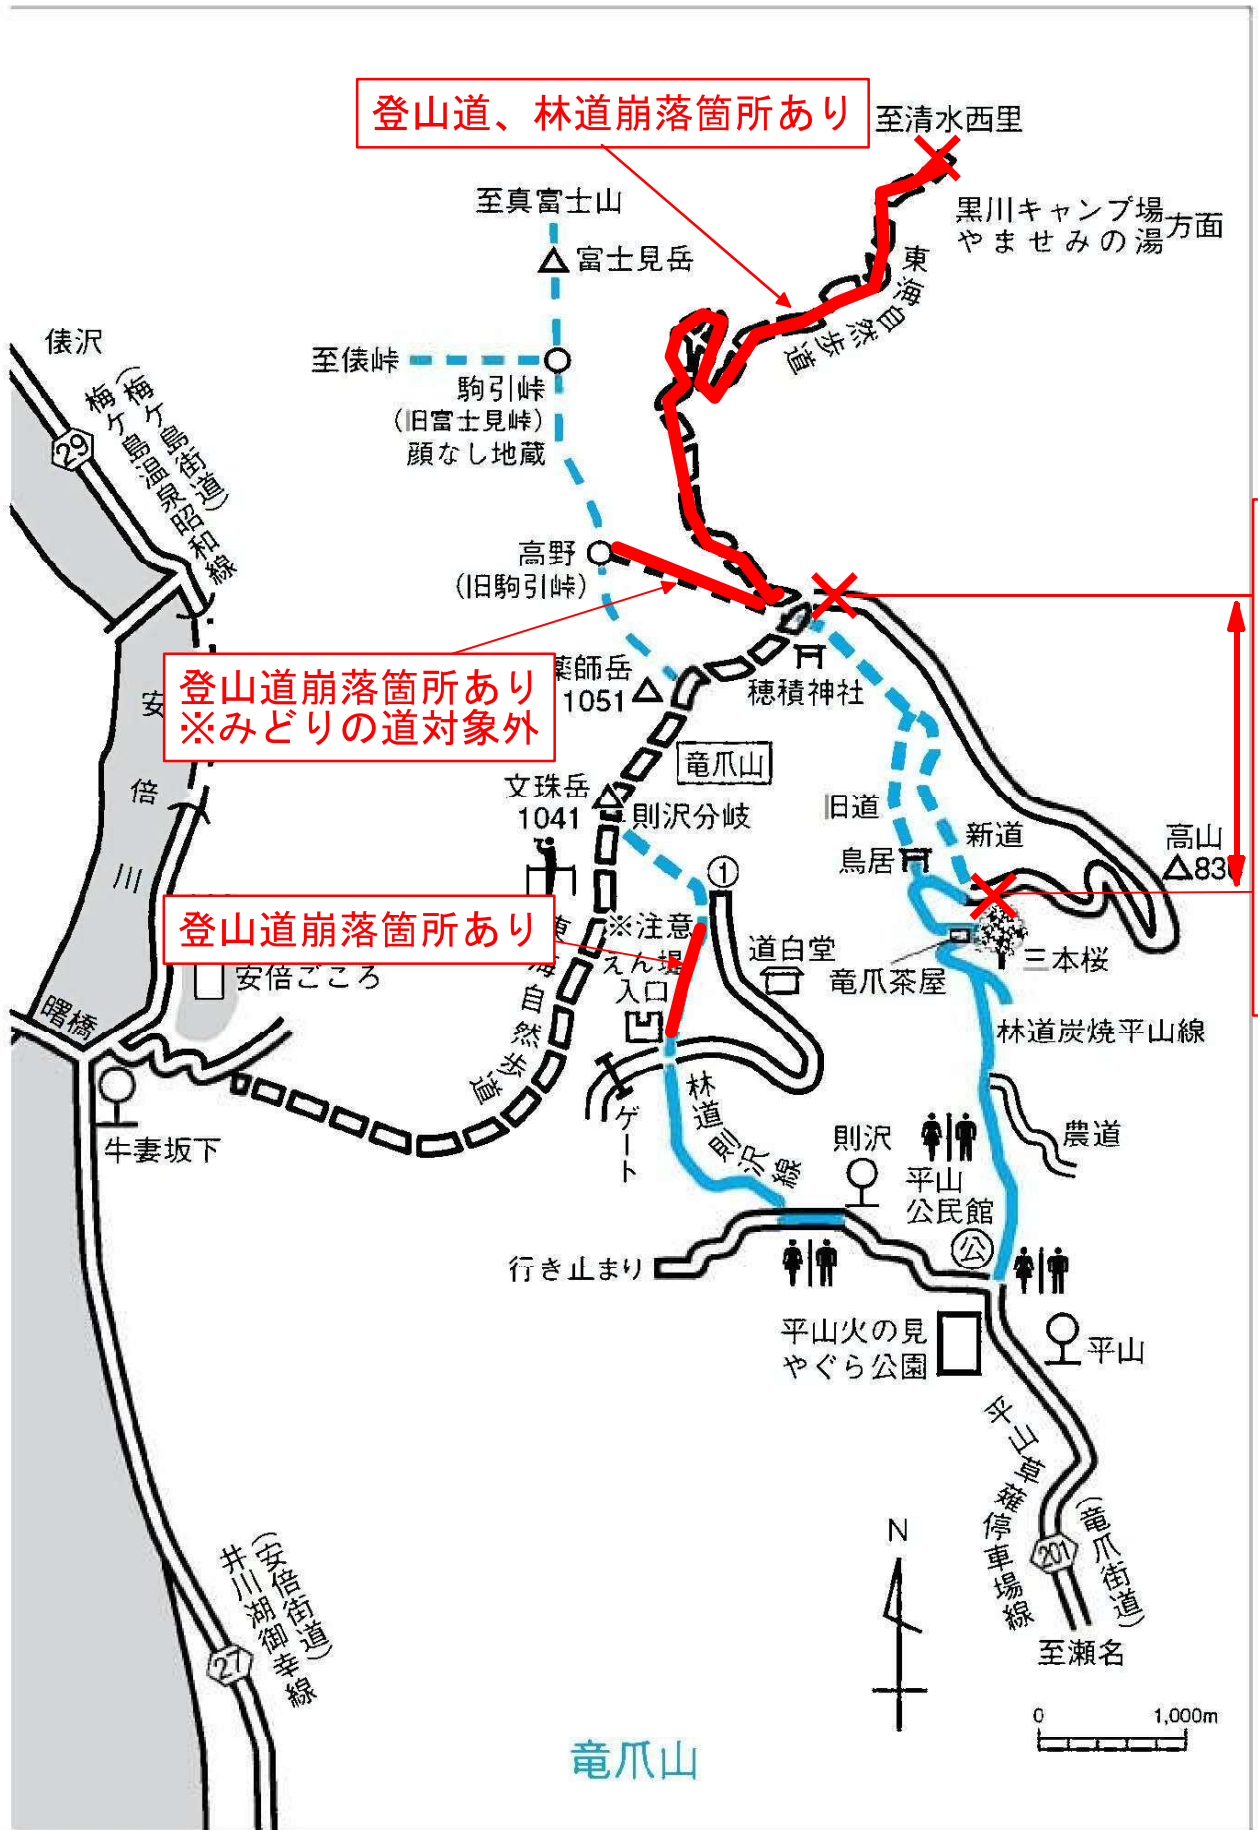 登山道、林道崩落箇所あり
至清水西里
至真富士山
黒川キャンプ場
やませみの湯
方面
富士見岳
東海自然歩道
俵沢
至俵峠
駒引峠
(旧富士見峠)
顔なし地蔵
29
(梅ケ島街道)
梅ケ島温泉昭和線
高野
(旧駒引峠)
登山道崩落箇所あり
※みどりの道対象外
薬師岳
1051
穂積神社
安倍川
竜爪山
文珠岳
1041
則沢分岐
旧道
新道
鳥居
高山
83
①
登山道崩落箇所あり
※注意
えん堤
入口
道白堂
竜爪茶屋
三本桜
安倍ごころ
東海自然歩道
曙橋
林道炭焼平山線
牛妻坂下
ゲート
林道則沢線
則沢
農道
平山
公民館
公
行き止まり
平山火の見
やぐら公園
平山
平山草薙停車場線
(竜爪街道)
201
至瀬名
(安倍街道)
井川湖御幸線
27
N
0 1,000m
竜爪山